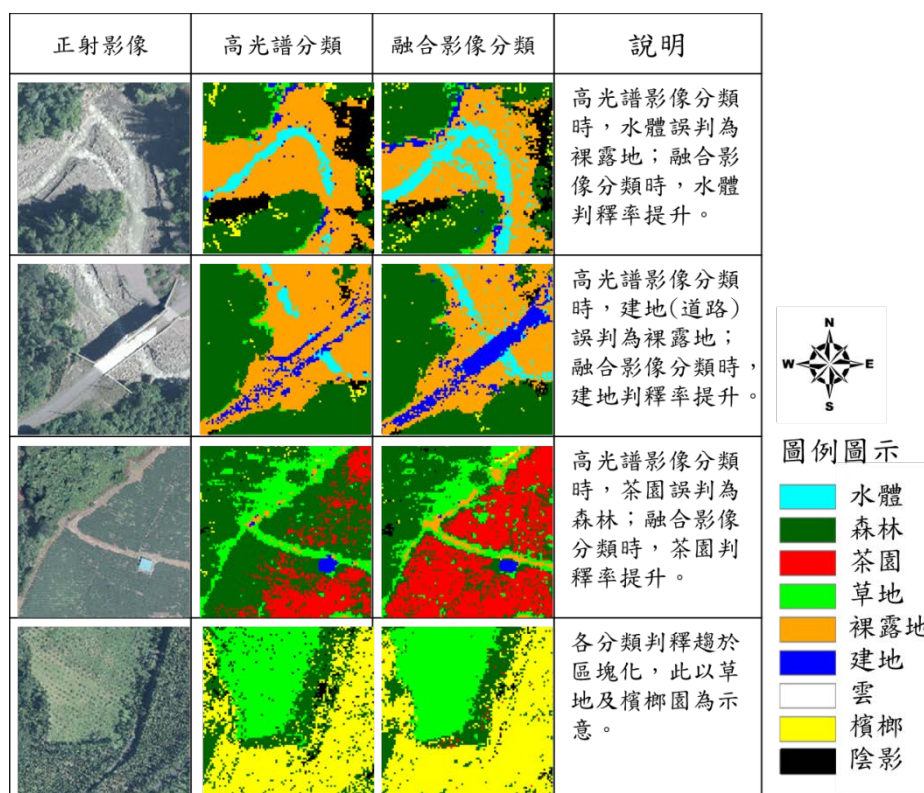 正射影像
高光譜分類
融合影像分類
說明
高光譜影像分類
時，水體誤判為
裸露地；融合影
像分類時，水體
判釋率提升。
高光譜影像分類
時，建地(道路)
誤判為裸露地；
融合影像分類時，
建地判釋率提升。
高光譜影像分類
時，茶園誤判為
森林；融合影像
分類時，茶園判
釋率提升。
各分類判釋趨於
區塊化，此以草
地及檳榔園為示
意。
N
W
E
S
圖例圖示
水體
森林
茶園
草地
裸露地
建地
雲
檳榔
陰影